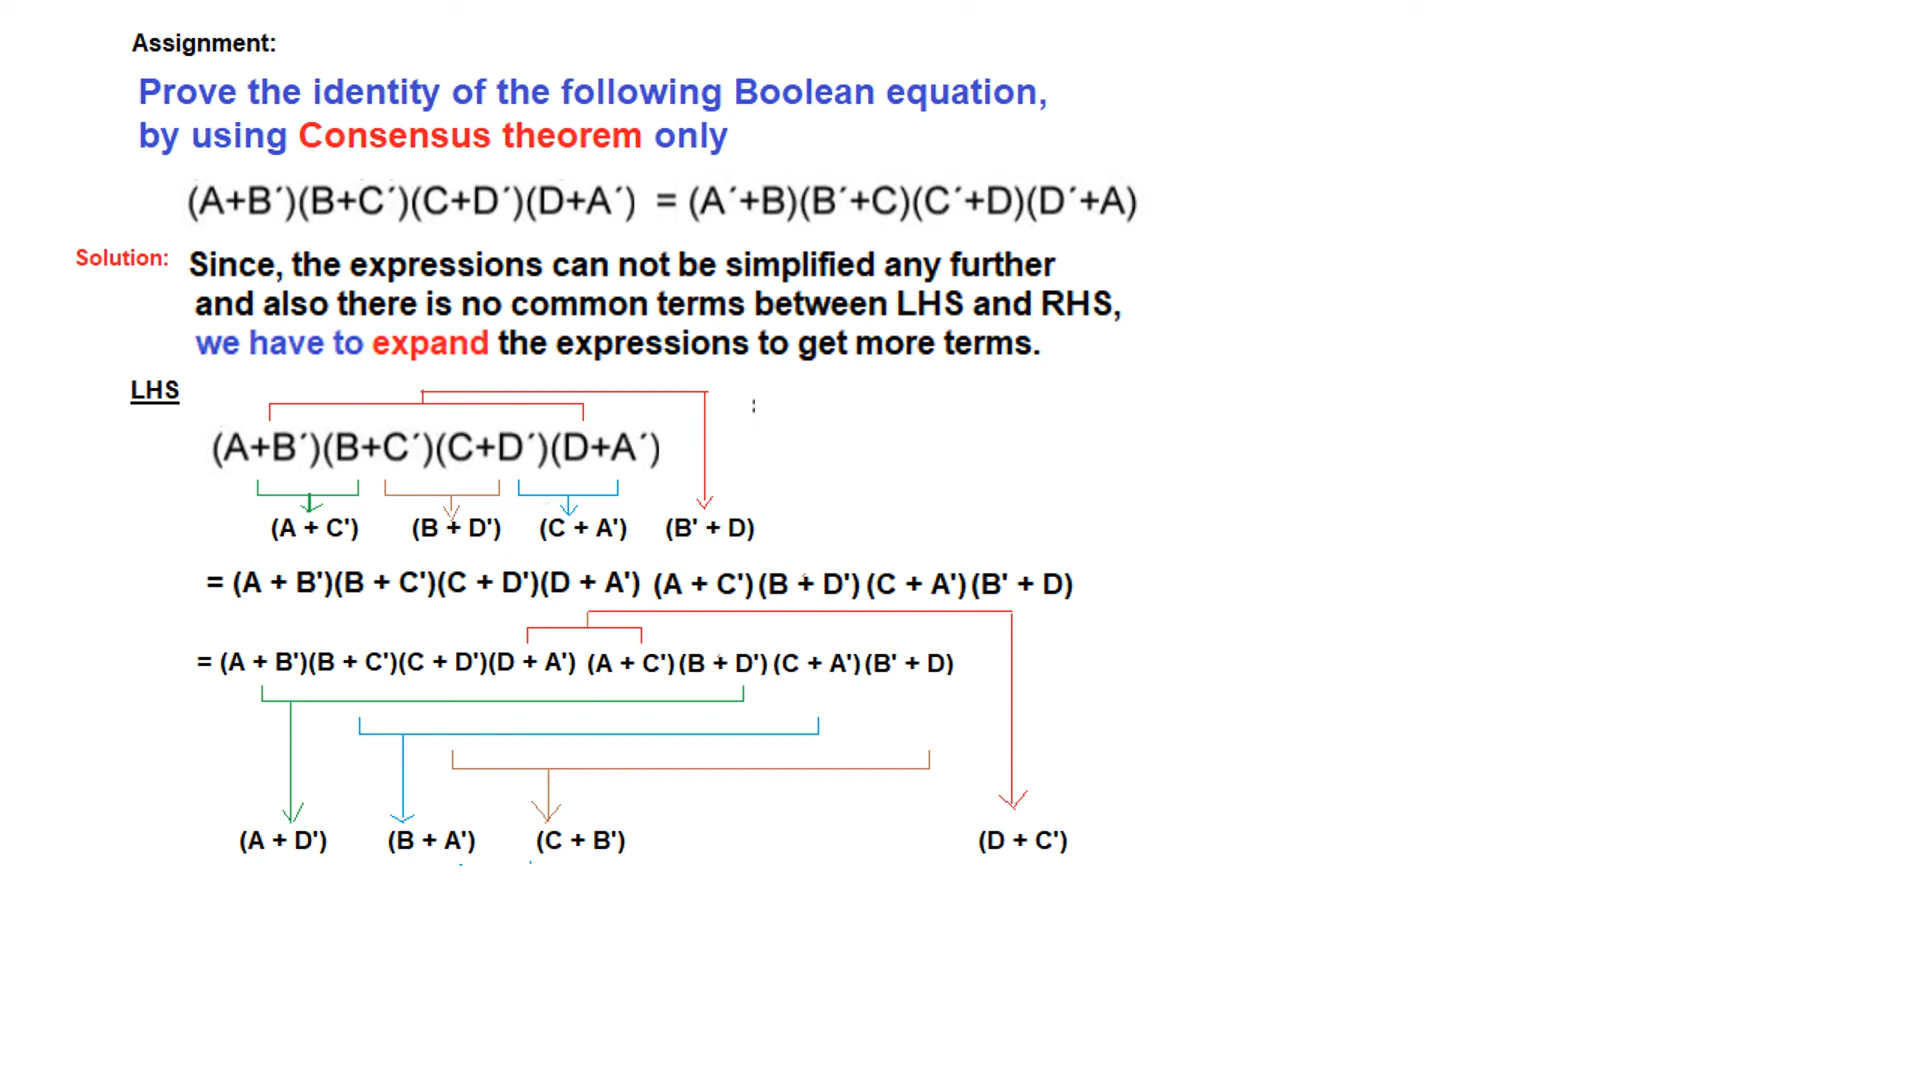 Assignment:
Prove the identity of the following Boolean equation,
by using Consensus theorem only
(A+B´)(B+C´)(C+D´)(D+A´) = (A´+B)(B´+C)(C´+D)(D´+A)
Solution: Since, the expressions can not be simplified any further
and also there is no common terms between LHS and RHS,
we have to expand the expressions to get more terms.
LHS
(A+B´)(B+C´)(C+D´)(D+A´)
(A + C') (B + D') (C + A') (B' + D)
= (A + B')(B + C')(C + D')(D + A') (A + C') (B + D') (C + A') (B' + D)
= (A + B')(B + C')(C + D')(D + A') (A + C') (B + D') (C + A') (B' + D)
(A + D') (B + A') (C + B') (D + C')